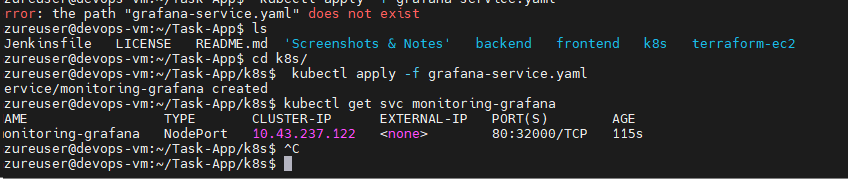 kubectl apply -f grafana-service.yaml
rror: the path "grafana-service.yaml" does not exist
zureuser@devops-vm:~/Task-App$ ls
Jenkinsfile   LICENSE   README.md  'Screenshots & Notes'   backend   frontend   k8s   terraform-ec2
zureuser@devops-vm:~/Task-App$ cd k8s/
zureuser@devops-vm:~/Task-App/k8s$  kubectl apply -f grafana-service.yaml
ervice/monitoring-grafana created
zureuser@devops-vm:~/Task-App/k8s$ kubectl get svc monitoring-grafana
AME                 TYPE       CLUSTER-IP      EXTERNAL-IP   PORT(S)        AGE
onitoring-grafana   NodePort   10.43.237.122   <none>        80:32000/TCP   115s
zureuser@devops-vm:~/Task-App/k8s$ ^C
zureuser@devops-vm:~/Task-App/k8s$